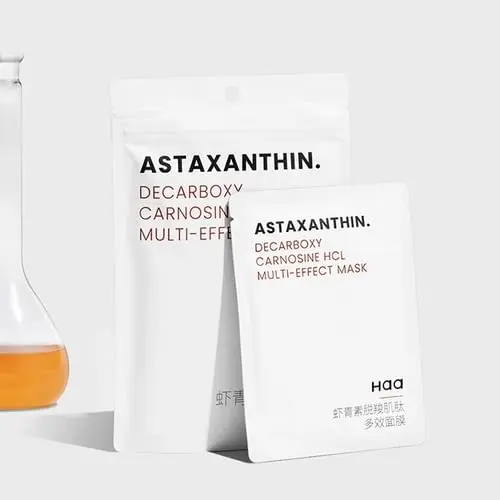 ASTAXANTHIN.
DECARBOXY
CARNOSINE
MULTI-EFFE
虾青
ASTAXANTHIN.
DECARBOXY
CARNOSINE HCL
MULTI-EFFECT MASK
Haa
虾青素脱羧肌肽
多效面膜